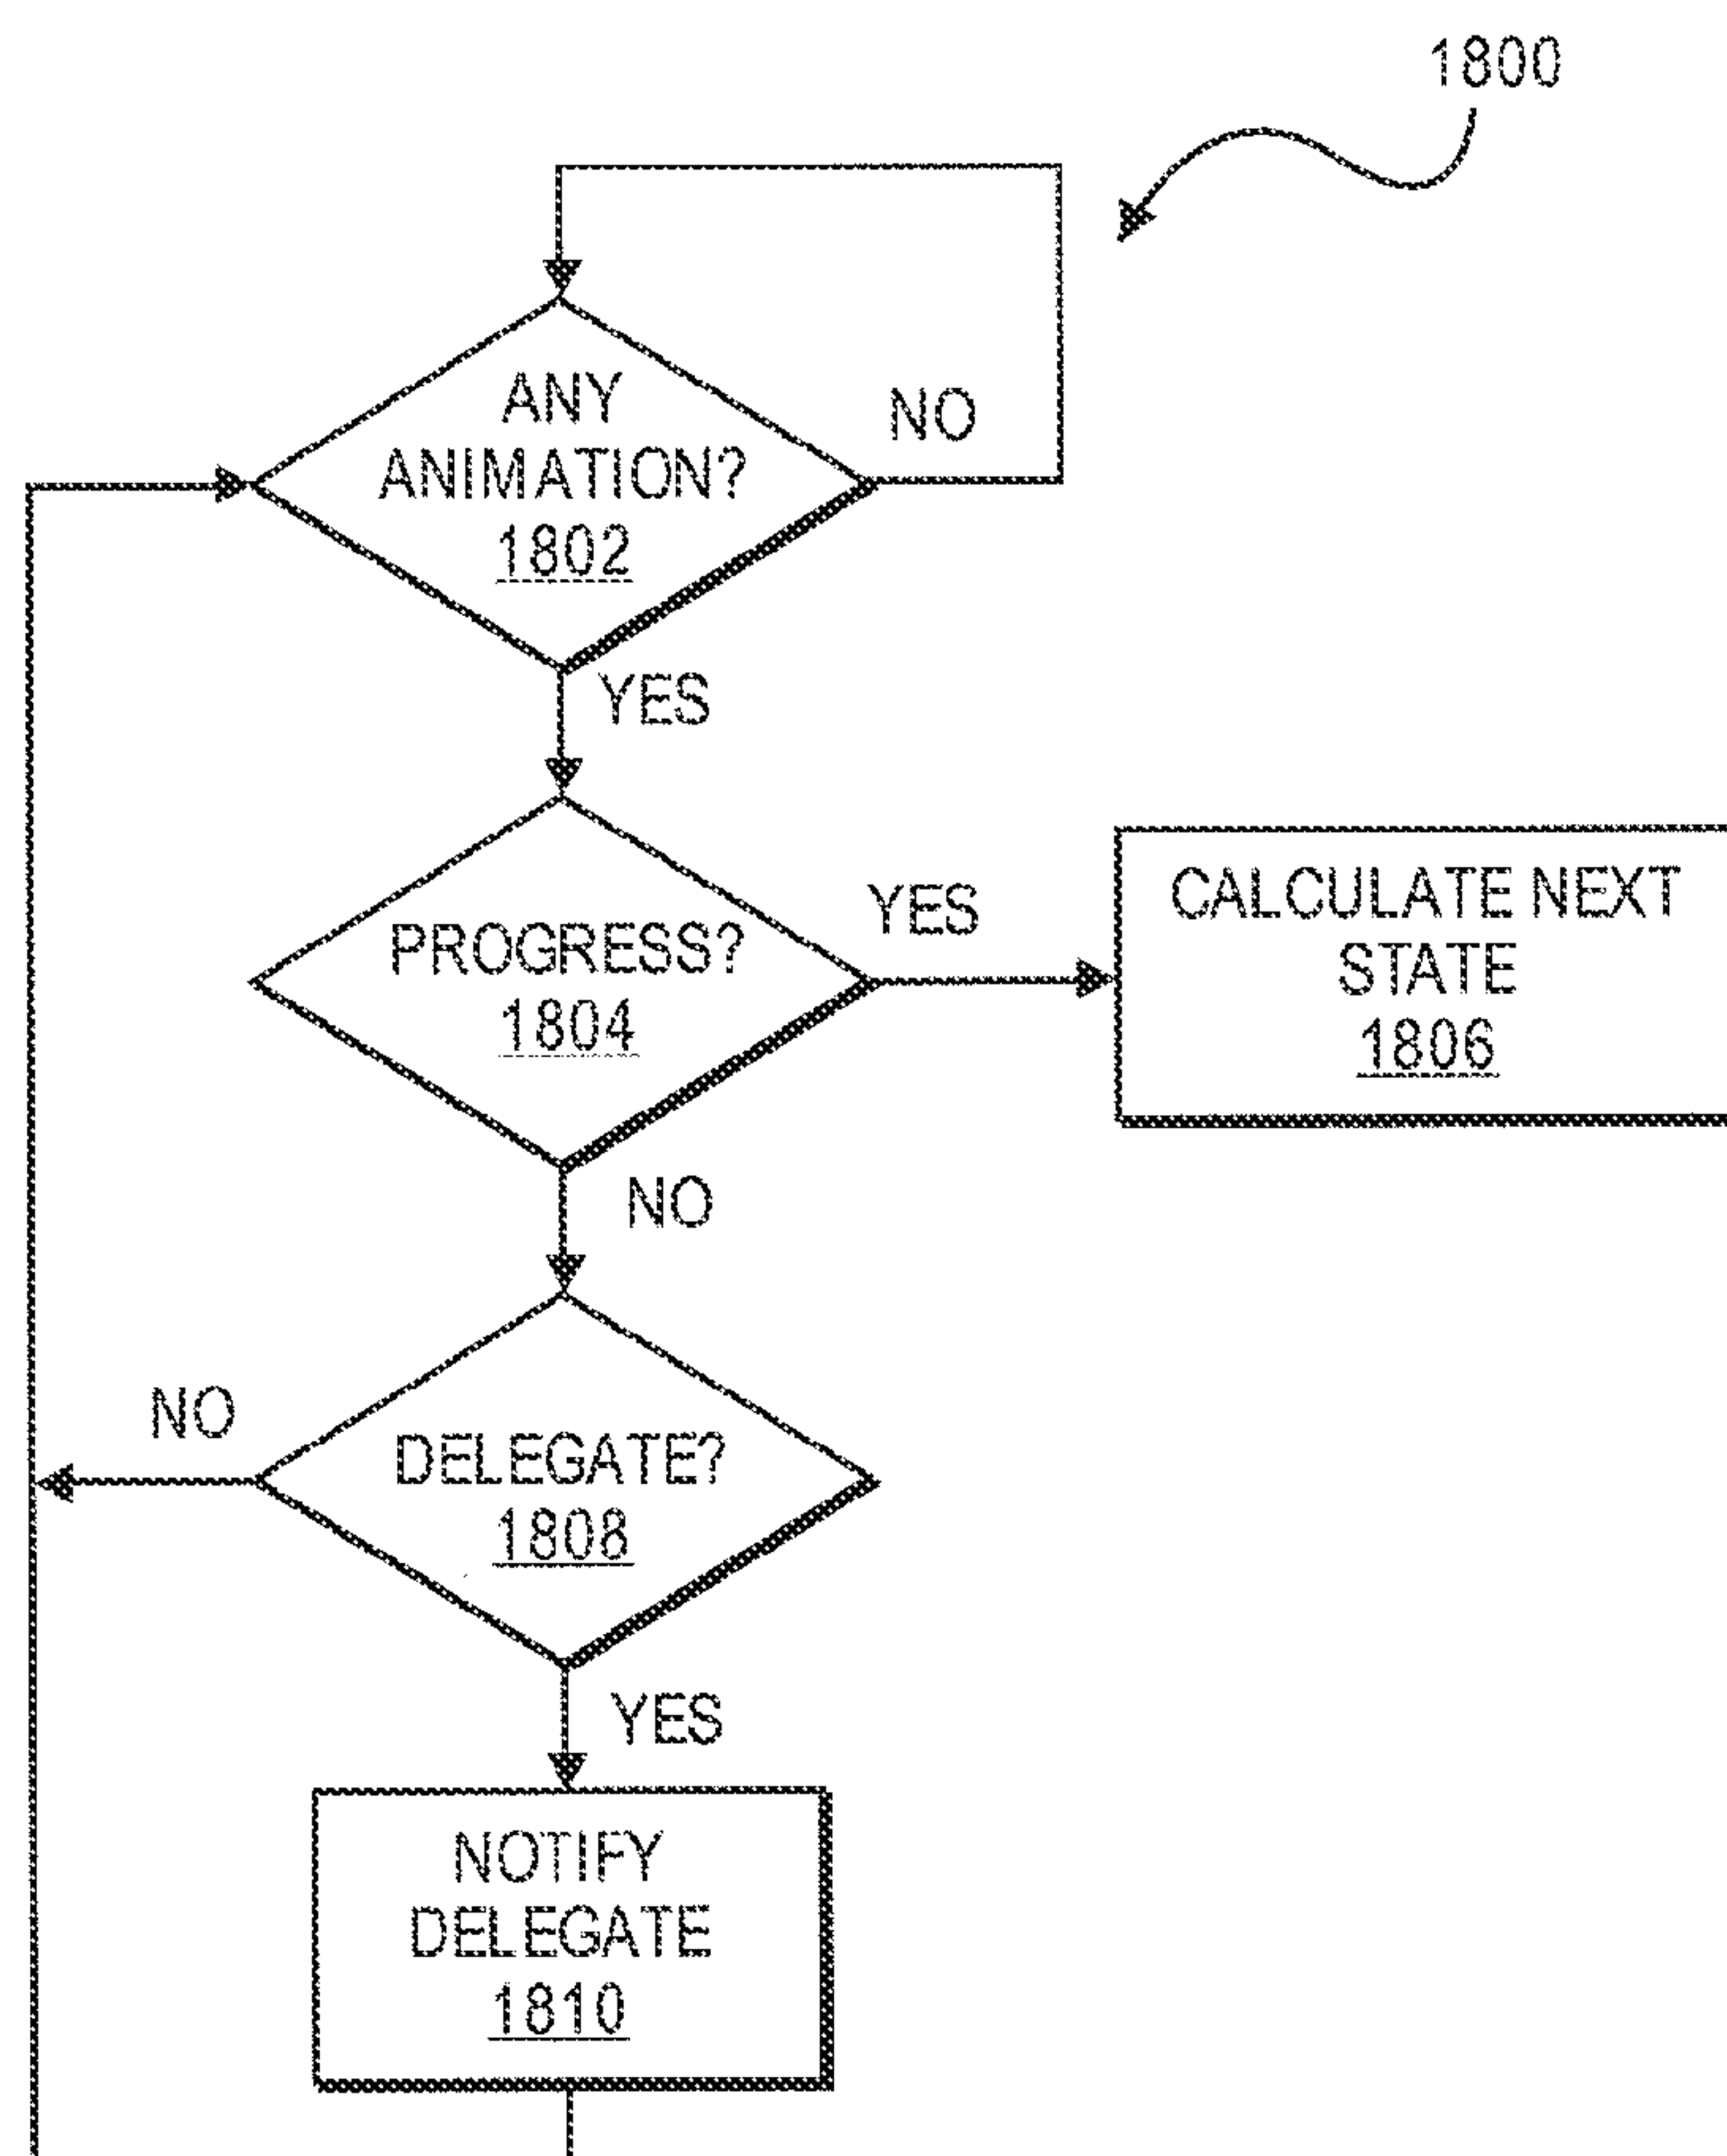 1800
ANY
ANIMATION?
1802
NO
YES
PROGRESS?
1804
YES
CALCULATE NEXT
STATE
1806
NO
DELEGATE?
1808
NO
YES
NOTIFY
DELEGATE
1810